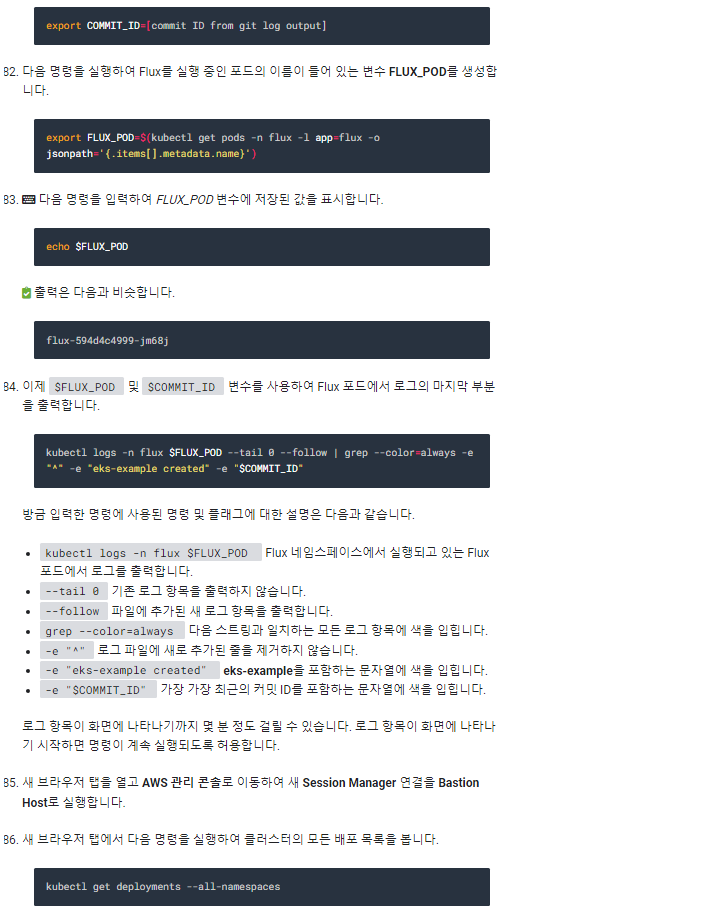 export COMMIT_ID=[commit ID from git log output]
82. 다음 명령을 실행하여 Flux를 실행 중인 포드의 이름이 들어 있는 변수 FLUX_POD를 생성합
니다.
export FLUX_POD=$(kubectl get pods -n flux -l app=flux -o
jsonpath='{.items[].metadata.name}')
83. 다음 명령을 입력하여 FLUX_POD 변수에 저장된 값을 표시합니다.
echo $FLUX_POD
출력은 다음과 비슷합니다.
flux-594d4c4999-jm68j
84. 이제 $FLUX_POD 및 $COMMIT_ID 변수를 사용하여 Flux 포드에서 로그의 마지막 부분
을 출력합니다.
kubectl logs -n flux $FLUX_POD --tail 0 --follow | grep --color=always -e
"^" -e "eks-example created" -e "$COMMIT_ID"
방금 입력한 명령에 사용된 명령 및 플래그에 대한 설명은 다음과 같습니다.
• kubectl logs -n flux $FLUX_POD Flux 네임스페이스에서 실행되고 있는 Flux
포드에서 로그를 출력합니다.
• --tail 0 기존 로그 항목을 출력하지 않습니다.
• --follow 파일에 추가된 새 로그 항목을 출력합니다.
• grep --color=always 다음 스트링과 일치하는 모든 로그 항목에 색을 입힙니다.
• -e "^" 로그 파일에 새로 추가된 줄을 제거하지 않습니다.
• -e "eks-example created" eks-example을 포함하는 문자열에 색을 입힙니다.
• -e "$COMMIT_ID" 가장 가장 최근의 커밋 ID를 포함하는 문자열에 색을 입힙니다.
로그 항목이 화면에 나타나기까지 몇 분 정도 걸릴 수 있습니다. 로그 항목이 화면에 나타나
기 시작하면 명령이 계속 실행되도록 허용합니다.
85. 새 브라우저 탭을 열고 AWS 관리 콘솔로 이동하여 새 Session Manager 연결을 Bastion
Host로 실행합니다.
86. 새 브라우저 탭에서 다음 명령을 실행하여 클러스터의 모든 배포 목록을 봅니다.
kubectl get deployments --all-namespaces